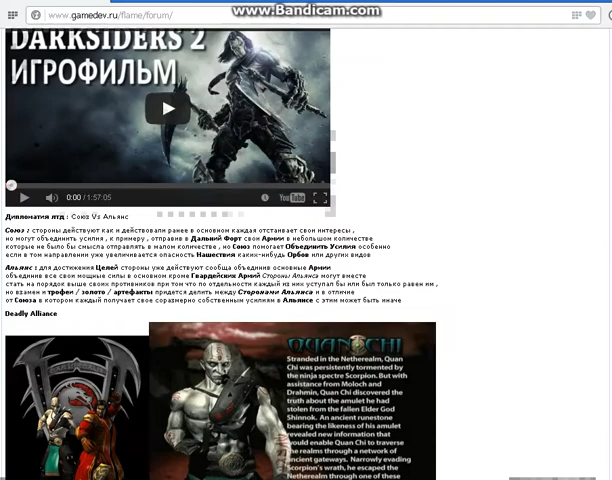 www.Bandicam.com
www.gamedev.ru/flame/forum/
DARKSIDERS 2
ИГРОФИЛЬМ
0:00 / 1:57:05
YouTube
Дипломатия лтд : Союз Vs Альянс
Союз : стороны действуют как и действовали ранее в основном каждая отстаивает свои интересы ,
но могут объединить усилия , к примеру , отправив в Дальний Форт свои Армии в небольшом количестве
которые не было бы смысла отправлять в малом количестве , но Союз помогает Объединить Усилия особенно
если в том направлении уже увеличивается опасность Нашествия каких-нибудь Орбов или других видов
Альянс : для достижения Целей стороны уже действуют сообща объединив основные Армии
объединив все свои мощные силы в основном кроме Гвардейских Армий Стороны Альянса могут вместе
стать на порядок выше своих противников при том что по отдельности каждый из них уступал бы или был только равен им ,
но взамен и трофеи / золото / артефакты придется делить между Сторонами Альянса и в отличие
от Союза в котором каждый получает свое соразмерно собственным усилиям в Альянсе с этим может быть иначе
Deadly Alliance
QUAN CHI
Stranded in the Netherealm, Quan
Chi was persistently tormented by
the ninja spectre Scorpion. But with
assistance from Moloch and
Drahmin, Quan Chi discovered the
truth about the amulet he had
stolen from the fallen Elder God
Shinnok. An ancient runestone
bearing the likeness of his amulet
revealed new information that
would enable Quan Chi to traverse
the realms through a network of
ancient gateways. Narrowly evading
Scorpion's wrath, he escaped the
Netherealm through one of these